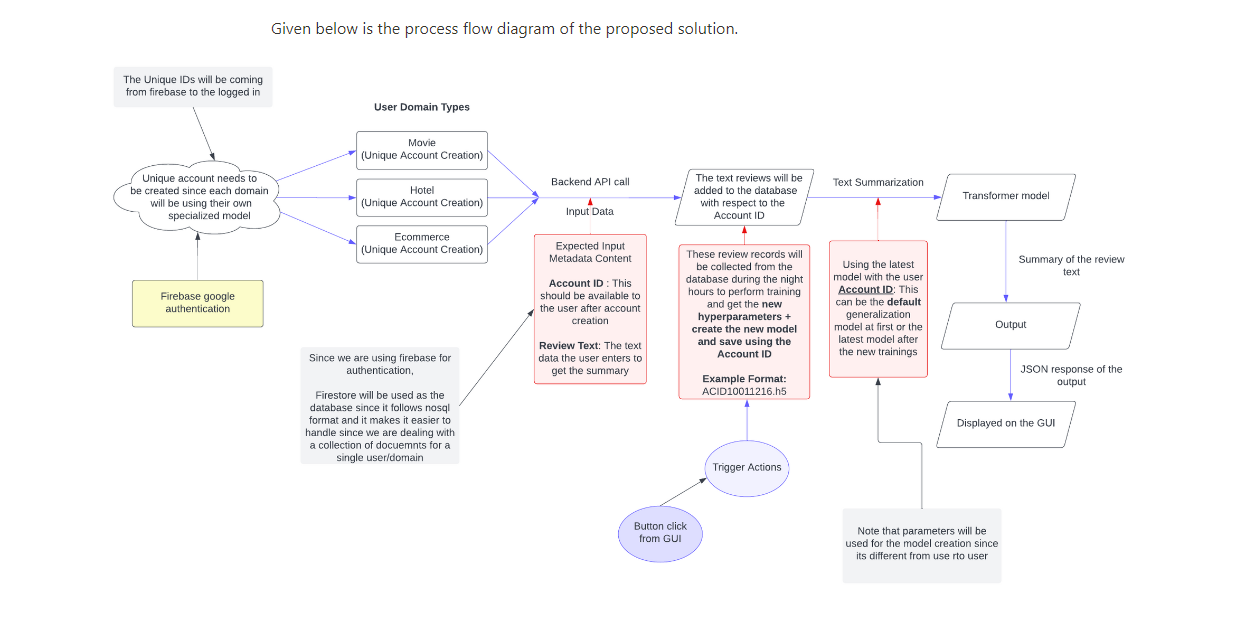 Given below is the process flow diagram of the proposed solution.
The Unique IDs will be coming
from firebase to the logged in
User Domain Types
Unique account needs to
be created since each domain
will be using their own
specialized model
Firebase google
authentication
Movie
(Unique Account Creation)
Hotel
(Unique Account Creation)
Ecommerce
(Unique Account Creation)
Backend API call
Input Data
Expected Input
Metadata Content
Account ID : This
should be available to
the user after account
creation
Review Text: The text
data the user enters to
get the summary
Since we are using firebase for
authentication,
Firestore will be used as the
database since it follows nosql
format and it makes it easier to
handle since we are dealing with
a collection of docuemnts for a
single user/domain
The text reviews will be
added to the database
with respect to the
Account ID
These review records will
be collected from the
database during the night
hours to perform training
and get the new
hyperparameters +
create the new model
and save using the
Account ID
Example Format:
ACID10011216.h5
Trigger Actions
Button click
from GUI
Text Summarization
Using the latest
model with the user
Account ID: This
can be the default
generalization
model at first or the
latest model after
the new trainings
Note that parameters will be
used for the model creation since
its different from use rto user
Transformer model
Summary of the review
text
Output
JSON response of the
output
Displayed on the GUI